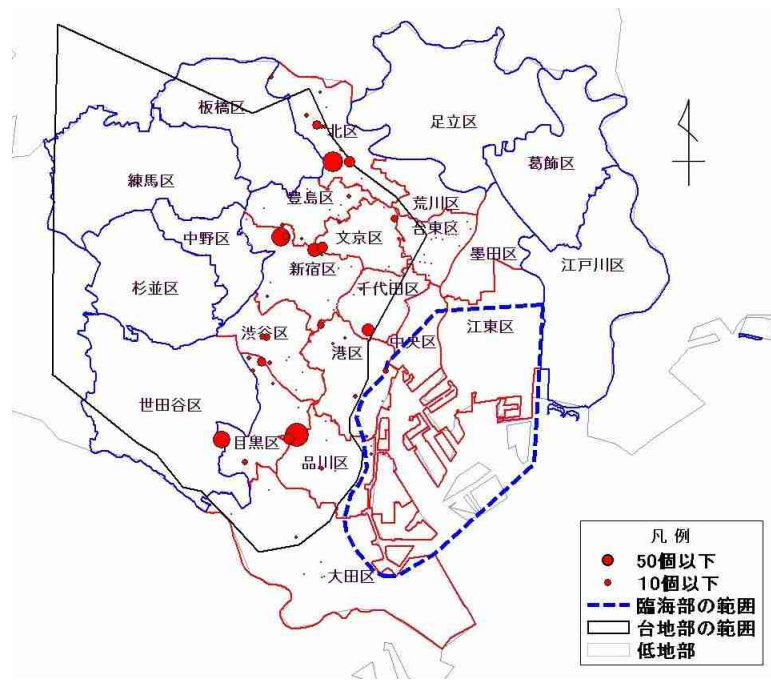 板橋区
北区
足立区
葛飾区
練馬区
豊島区
荒川区
中野区
文京区
台東区
新宿区
墨田区
江戸川区
杉並区
千代田区
渋谷区
港区
中央区
江東区
世田谷区
目黒区
品川区
大田区
凡例
50個以下
10個以下
臨海部の範囲
台地部の範囲
低地部